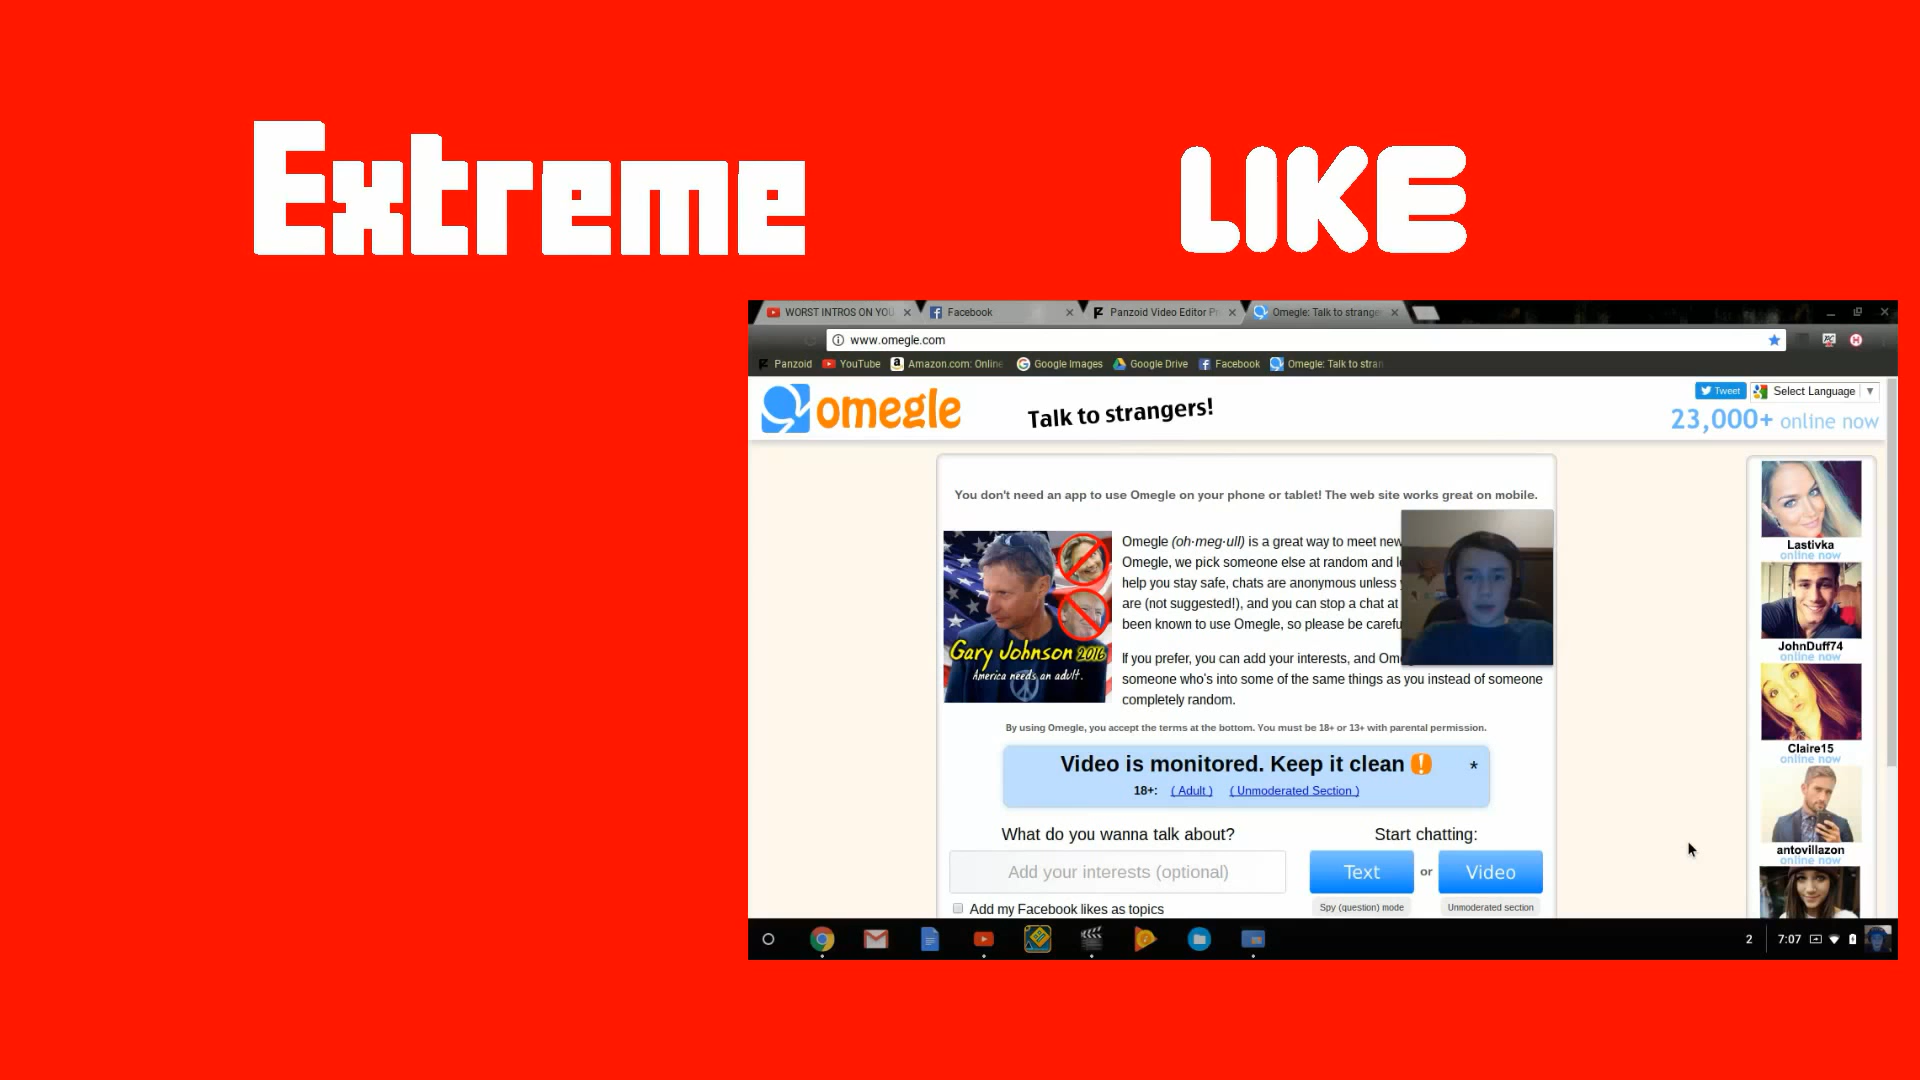 Extreme
LIKE
WORST INTROS ON YOU
Facebook
Panzoid Video Editor P
Omegle: Talk to strange
www.omegle.com
Panzoid
YouTube
Amazon.com: Online
Google Images
Google Drive
Facebook
Omegle: Talk to stran
omegle
Talk to strangers!
Tweet
Select Language
23,000+ online now
You don't need an app to use Omegle on your phone or tablet! The web site works great on mobile.
Gary Johnson 2016
America needs an adult.
Omegle (oh·meg·ull) is a great way to meet new
Omegle, we pick someone else at random and l
help you stay safe, chats are anonymous unless
are (not suggested!), and you can stop a chat at
been known to use Omegle, so please be carefu
If you prefer, you can add your interests, and Ome
someone who's into some of the same things as you instead of someone
completely random.
By using Omegle, you accept the terms at the bottom. You must be 18+ or 13+ with parental permission.
Video is monitored. Keep it clean ! *
18+: ( Adult ) ( Unmoderated Section )
What do you wanna talk about?
Start chatting:
Add your interests (optional)
Text or Video
Add my Facebook likes as topics
Spy (question) mode
Unmoderated section
Lastivka
online now
JohnDuff74
online now
Claire15
online now
antovillazon
online now
2
7:07